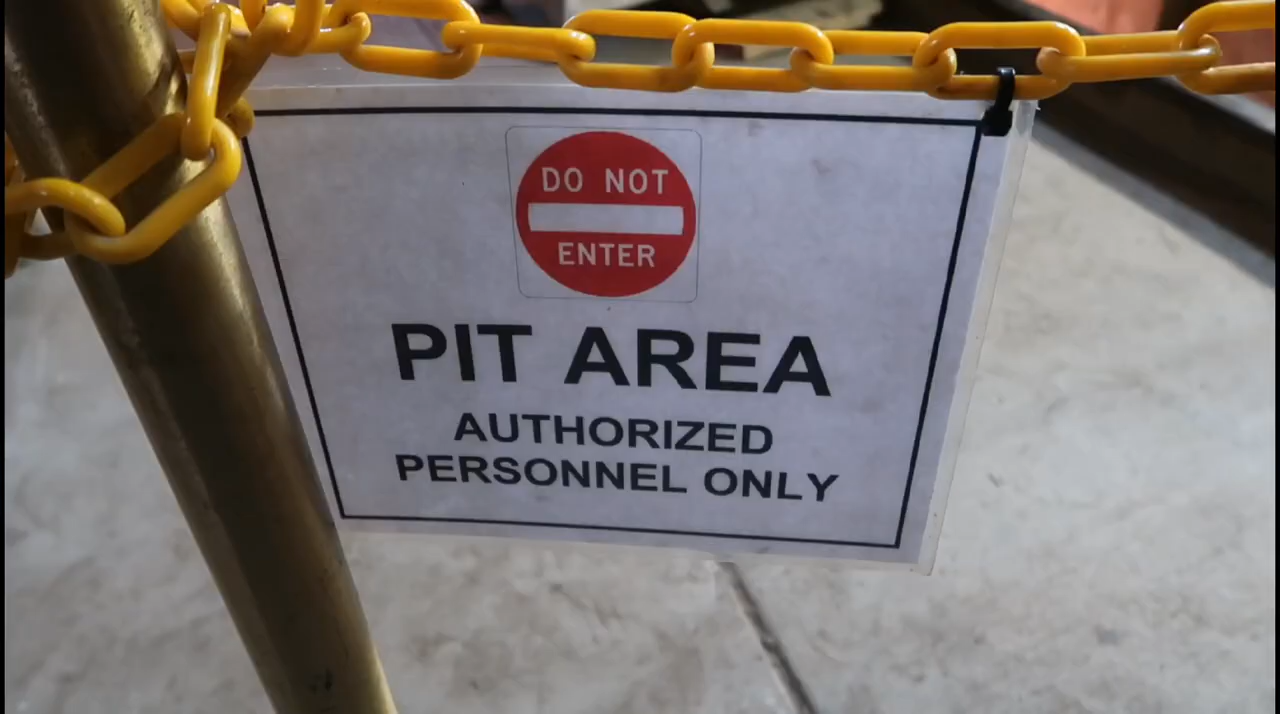 DO NOT
ENTER
PIT AREA
AUTHORIZED
PERSONNEL ONLY